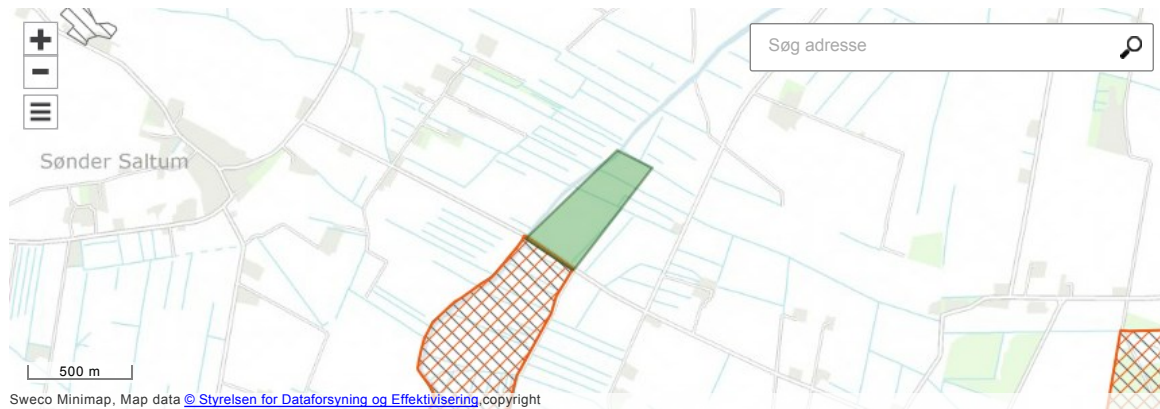 Søg adresse
Sønder Saltum
500 m
Sweco Minimap, Map data © Styrelsen for Dataforsyning og Effektivisering,copyright